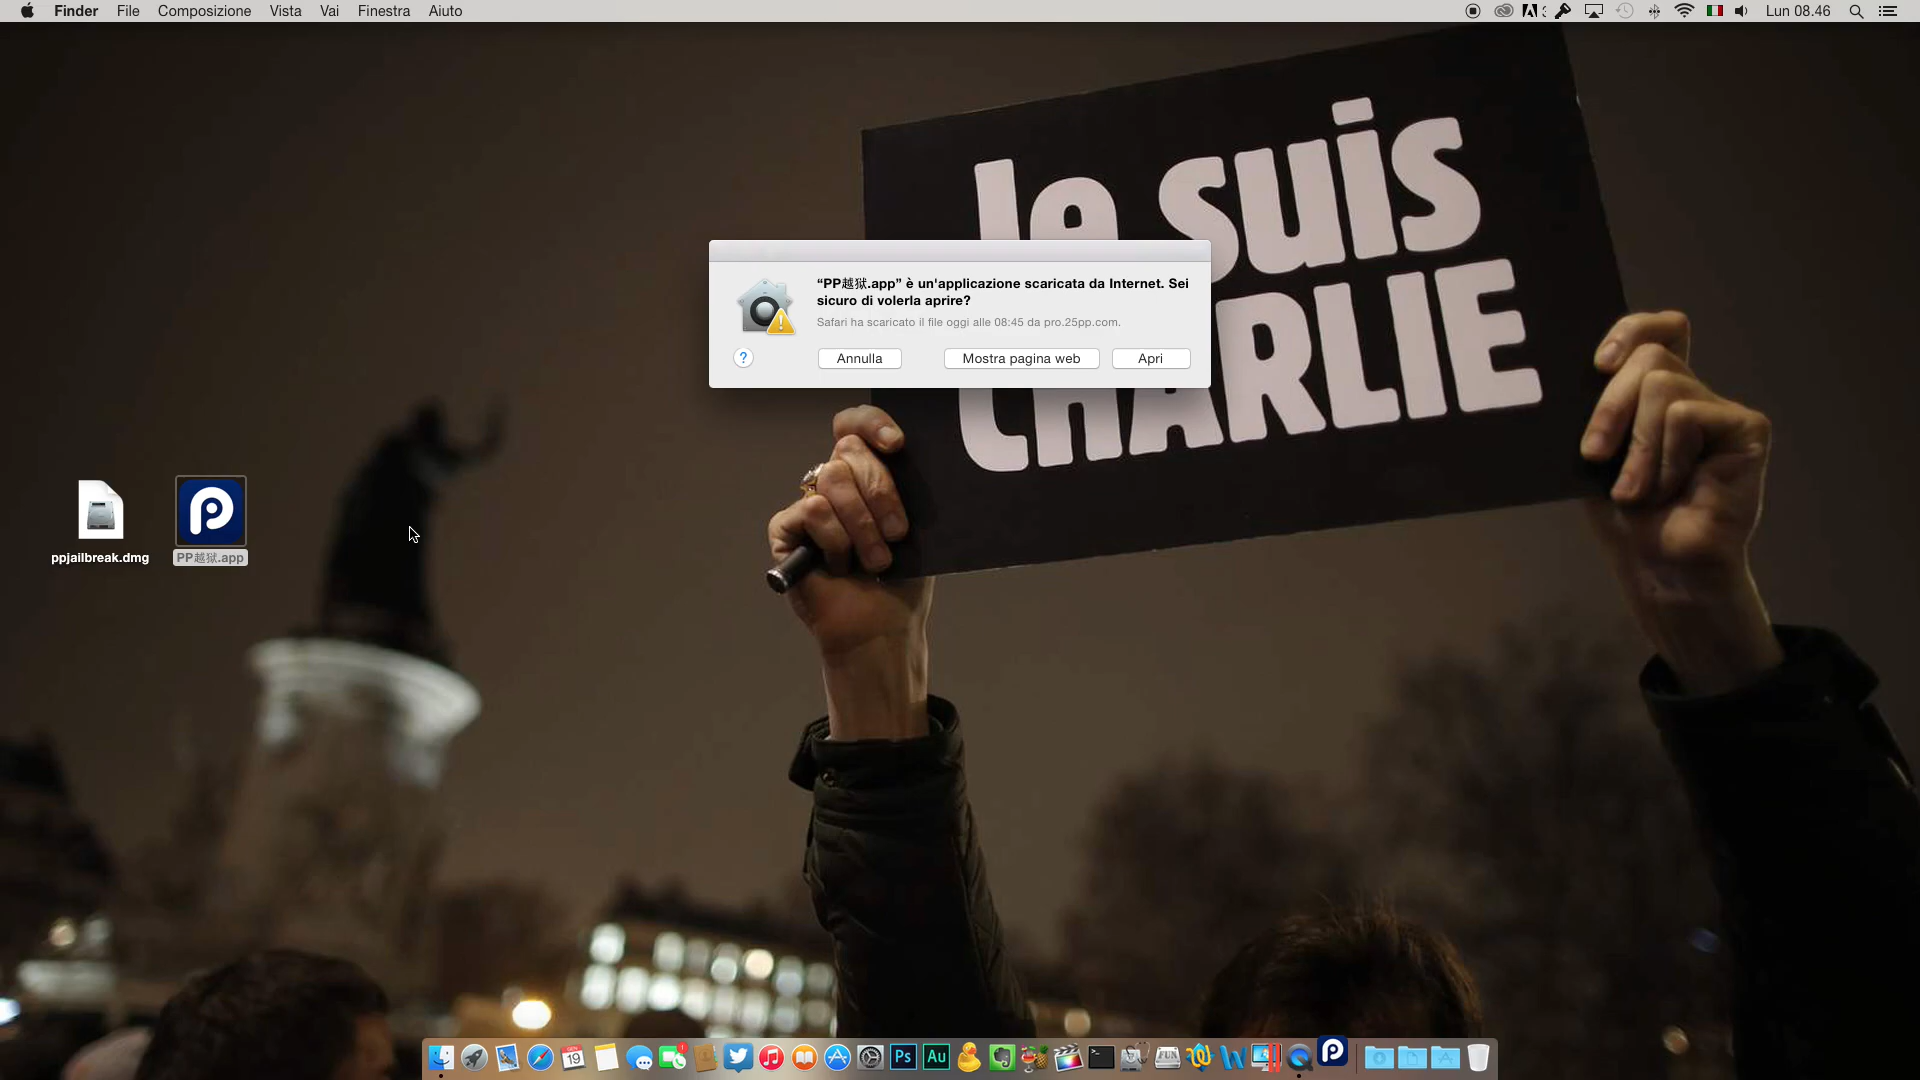 Finder File Composizione Vista Vai Finestra Aiuto
Lun 08.46
Je suis
CHARLIE
“PP越狱.app” è un'applicazione scaricata da Internet. Sei
sicuro di volerla aprire?
Safari ha scaricato il file oggi alle 08:45 da pro.25pp.com.
? Annulla Mostra pagina web Apri
ppjailbreak.dmg PP越狱.app
19 Ps Au FUN